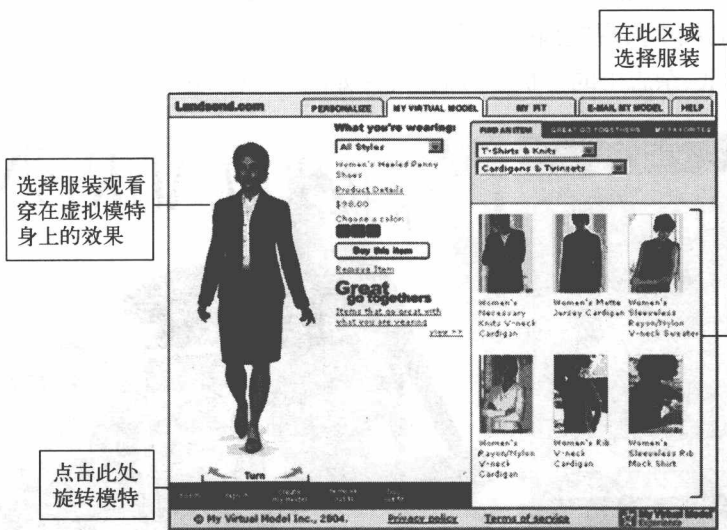 在此区域
选择服装
Landsend.com
PERSONALIZE
MY VIRTUAL MODEL
MY FIT
E-MAIL MY MODEL
HELP
What you're wearing:
All Styles
Women's Heeled Penny
Shoes
Product Details
$98.00
Choose a color:
Buy this item
Remove Item
Great
go togethers
Items that go great with
what you are wearing
view >>
FIND AN ITEM
GREAT GO TOGETHERS
MY FAVORITES
T-Shirts & Knits
Cardigans & Twinsets
选择服装观看
穿在虚拟模特
身上的效果
Women's
Necessary
Knits V-neck
Cardigan
Women's Matte
Jersey Cardigan
Women's
Sleeveless
Rayon/Nylon
V-neck Sweater
Women's
Rayon/Nylon
V-neck
Cardigan
Women's Rib
V-neck
Cardigan
Women's
Sleeveless Rib
Mock Shirt
点击此处
旋转模特
Turn
© My Virtual Model Inc., 2004.
Privacy policy
Terms of service
My Virtual Model